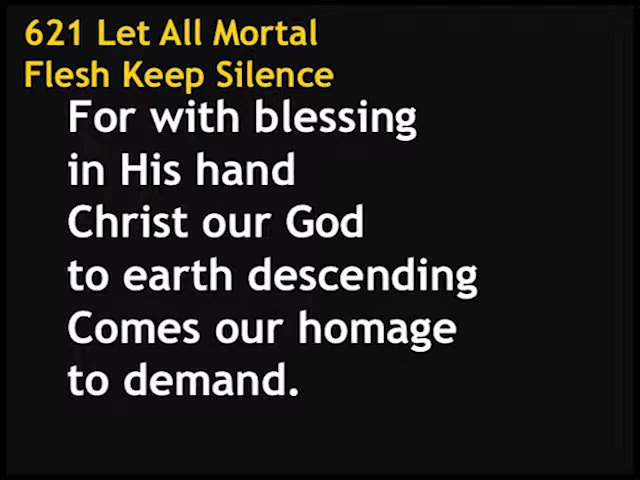 621 Let All Mortal
Flesh Keep Silence
For with blessing
in His hand
Christ our God
to earth descending
Comes our homage
to demand.